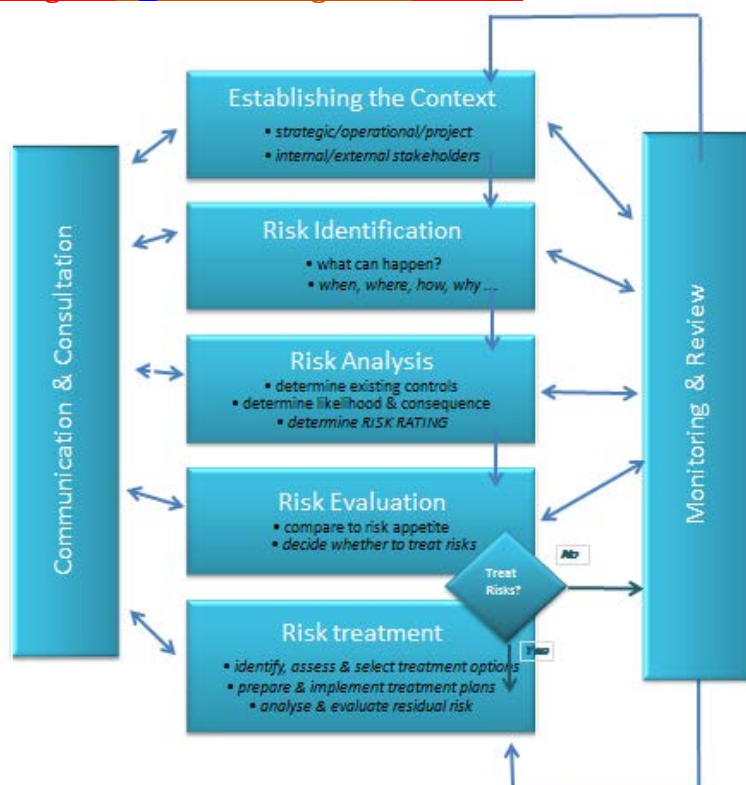 Establishing the Context
▪ strategic/operational/project
▪ internal/external stakeholders
Communication & Consultation
Risk Identification
▪ what can happen?
▪ when, where, how, why ...
Risk Analysis
▪ determine existing controls
▪ determine likelihood & consequence
▪ determine RISK RATING
Monitoring & Review
Risk Evaluation
▪ compare to risk appetite
▪ decide whether to treat risks
Treat
Risks?
No
Yes
Risk treatment
▪ identify, assess & select treatment options
▪ prepare & implement treatment plans
▪ analyse & evaluate residual risk